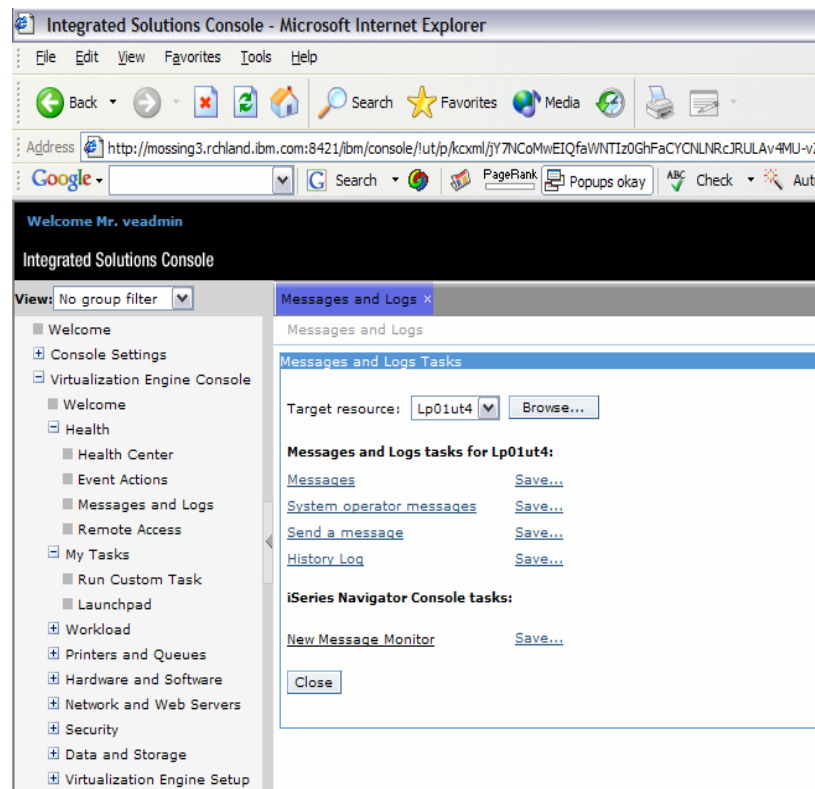 Integrated Solutions Console - Microsoft Internet Explorer
File Edit View Favorites Tools Help
Back Search Favorites Media
Address http://mossing3.rchland.ibm.com:8421/ibm/console/!ut/p/kcxml/
Google Search PageRank Popups okay ABC Check Aut
Welcome Mr. veadmin
Integrated Solutions Console
View: No group filter
Welcome
Console Settings
Virtualization Engine Console
Welcome
Health
Health Center
Event Actions
Messages and Logs
Remote Access
My Tasks
Run Custom Task
Launchpad
Workload
Printers and Queues
Hardware and Software
Network and Web Servers
Security
Data and Storage
Virtualization Engine Setup
Messages and Logs ×
Messages and Logs
Messages and Logs Tasks
Target resource: Lp01ut4 Browse...
Messages and Logs tasks for Lp01ut4:
Messages Save...
System operator messages Save...
Send a message Save...
History Log Save...
iSeries Navigator Console tasks:
New Message Monitor Save...
Close